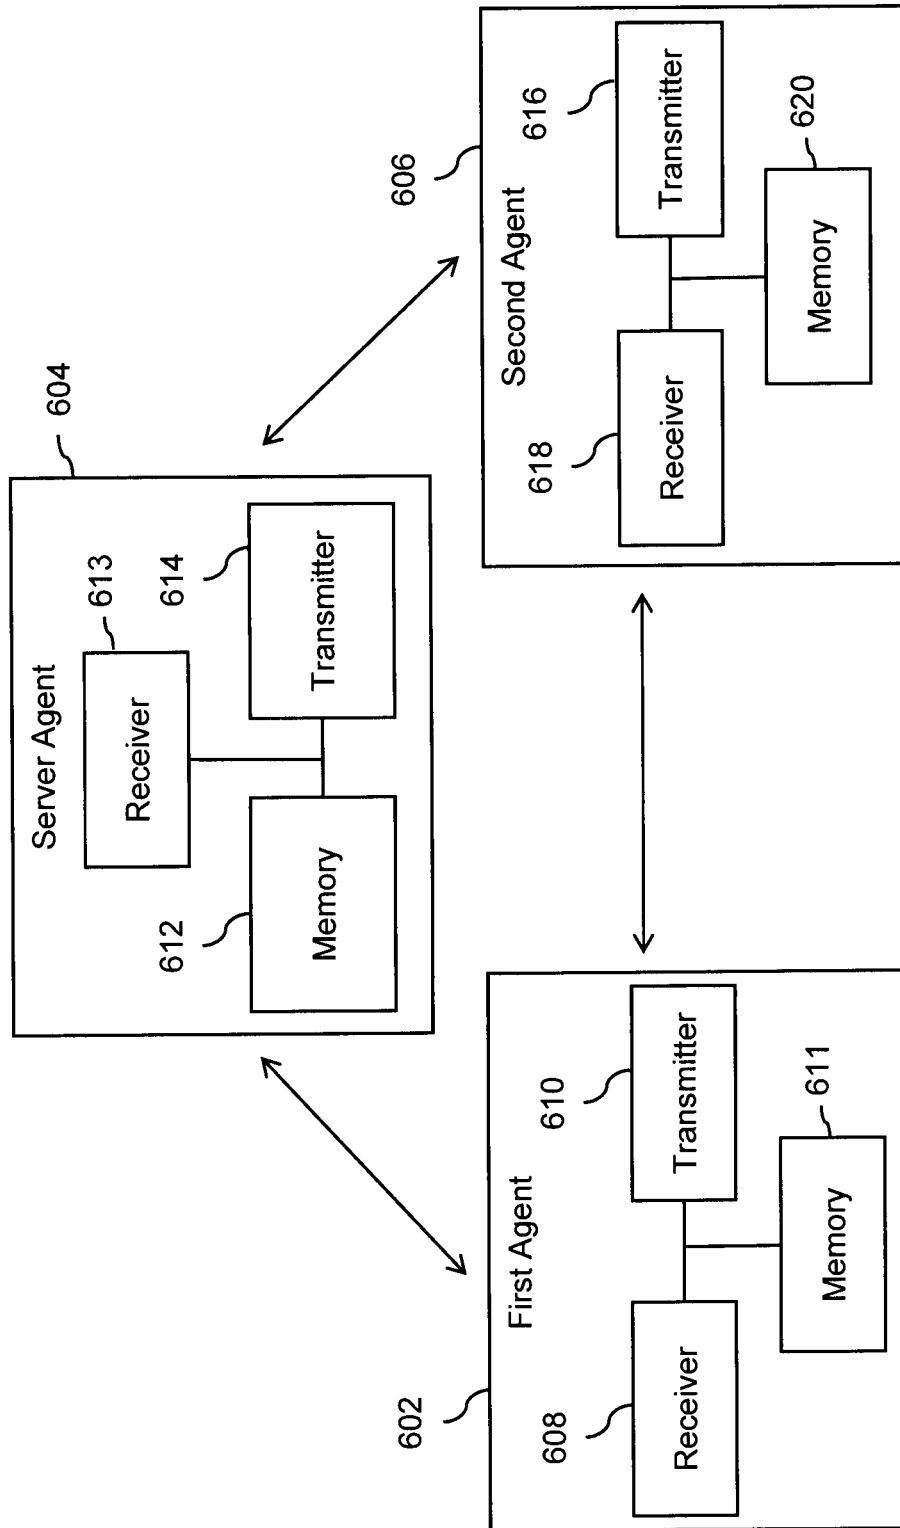 604
Server Agent
613
Receiver
612
Memory
614
Transmitter
602
First Agent
608
Receiver
610
Transmitter
Memory
611
606
Second Agent
618
Receiver
616
Transmitter
Memory
620